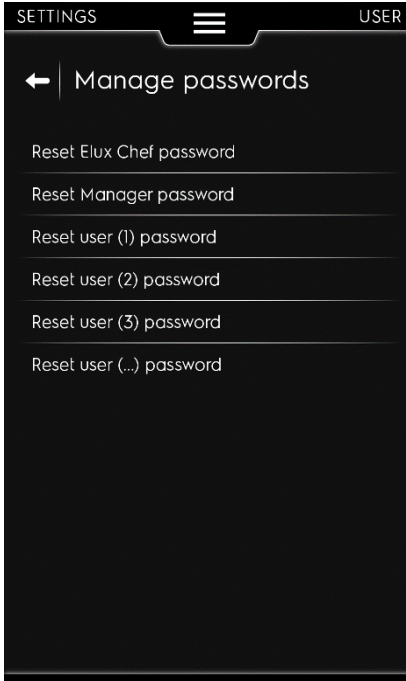 SETTINGS
USER
Manage passwords
Reset Elux Chef password
Reset Manager password
Reset user (1) password
Reset user (2) password
Reset user (3) password
Reset user (...) password